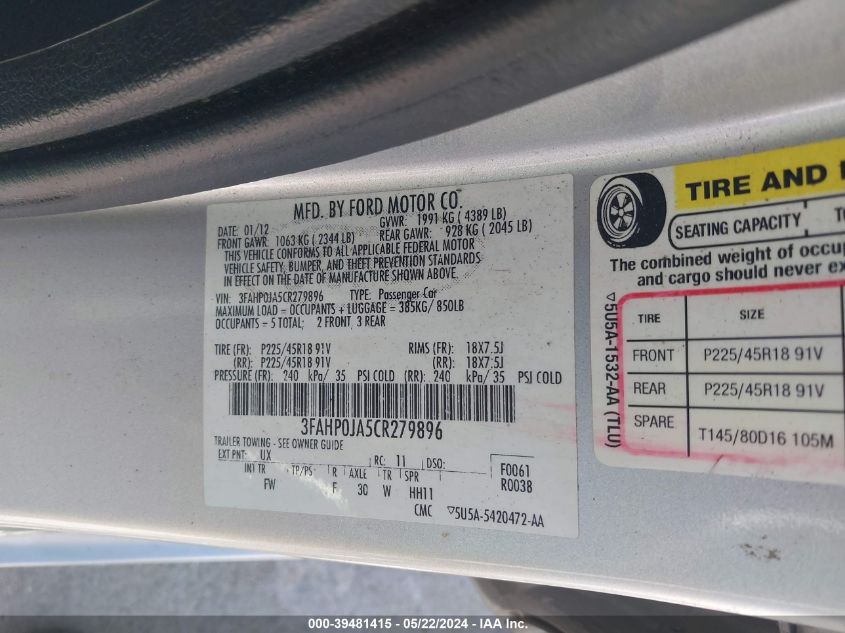 MFD. BY FORD MOTOR CO.
DATE: 01/12 GVWR: 1991 KG ( 4389 LB)
FRONT GAWR: 1063 KG ( 2344 LB) REAR GAWR: 928 KG ( 2045 LB)
THIS VEHICLE CONFORMS TO ALL APPLICABLE FEDERAL MOTOR
VEHICLE SAFETY, BUMPER, AND THEFT PREVENTION STANDARDS
IN EFFECT ON THE DATE OF MANUFACTURE SHOWN ABOVE.
VIN: 3FAHP0JA5CR279896 TYPE: Passenger Car
MAXIMUM LOAD = OCCUPANTS + LUGGAGE = 385KG/ 850LB
OCCUPANTS = 5 TOTAL; 2 FRONT, 3 REAR
TIRE (FR): P225/45R18 91V RIMS (FR): 18X7.5J
(RR): P225/45R18 91V (RR): 18X7.5J
PRESSURE (FR): 240 kPa/ 35 PSI COLD (RR): 240 kPa/ 35 PSI COLD
3FAHP0JA5CR279896
TRAILER TOWING - SEE OWNER GUIDE
EXT PNT: UX RC: 11 DSO: F0061
INT TR TP/PS R AXLE TR SPR R0038
FW F 30 W HH11
CMC ▽5U5A-5420472-AA
TIRE AND
SEATING CAPACITY
The combined weight of
and cargo should never
▽5U5A-1532-AA (TLU)
TIRE SIZE
FRONT P225/45R18 91V
REAR P225/45R18 91V
SPARE T145/80D16 105M
000-39481415 - 05/22/2024 - IAA Inc.